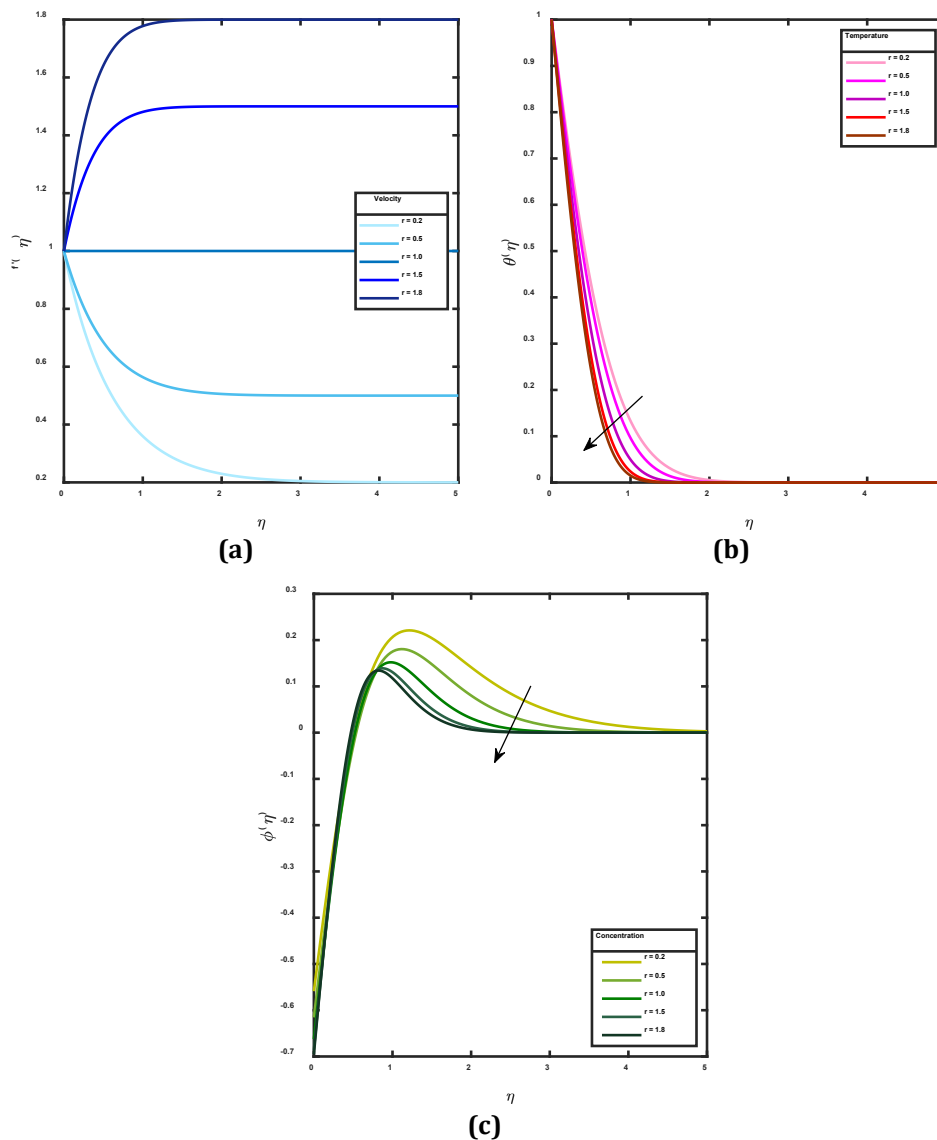 1.8
1.6
1.4
1.2
1
0.8
0.6
0.4
0.2
f'( η)
0 1 2 3 4 5
η
Velocity
r = 0.2
r = 0.5
r = 1.0
r = 1.5
r = 1.8
(a)
1
0.9
0.8
0.7
0.6
0.5
0.4
0.3
0.2
0.1
0
θ(η)
0 1 2 3 4
η
Temperature
r = 0.2
r = 0.5
r = 1.0
r = 1.5
r = 1.8
(b)
0.3
0.2
0.1
0
-0.1
-0.2
-0.3
-0.4
-0.5
-0.6
-0.7
ϕ(η)
0 1 2 3 4 5
η
Concentration
r = 0.2
r = 0.5
r = 1.0
r = 1.5
r = 1.8
(c)